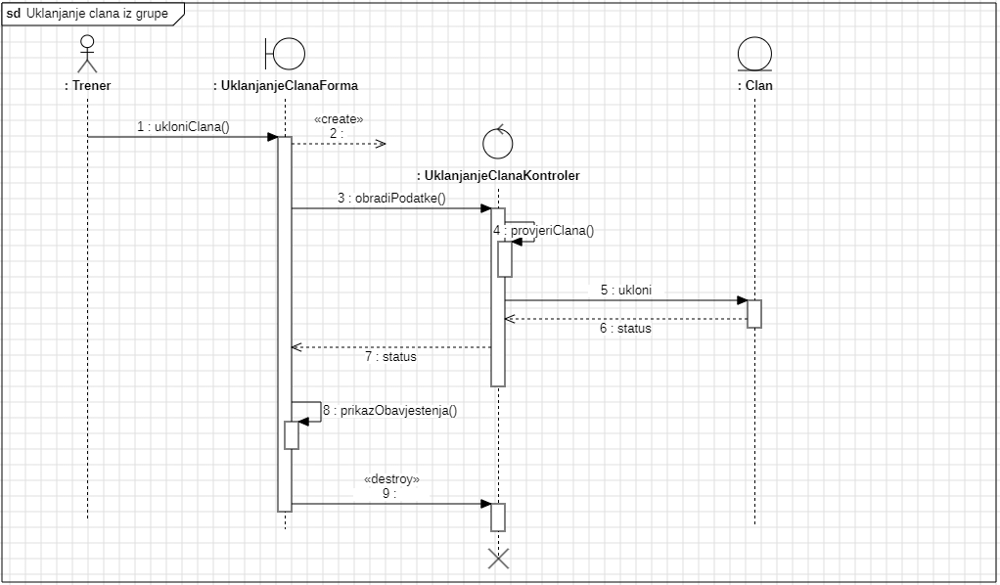 sd Uklanjanje clana iz grupe
: Trener
: UklanjanjeClanaForma
: Clan
1 : ukloniClana()
«create»
2 :
: UklanjanjeClanaKontroler
3 : obradiPodatke()
4 : provjeriClana()
5 : ukloni
6 : status
7 : status
8 : prikazObavjestenja()
«destroy»
9 :